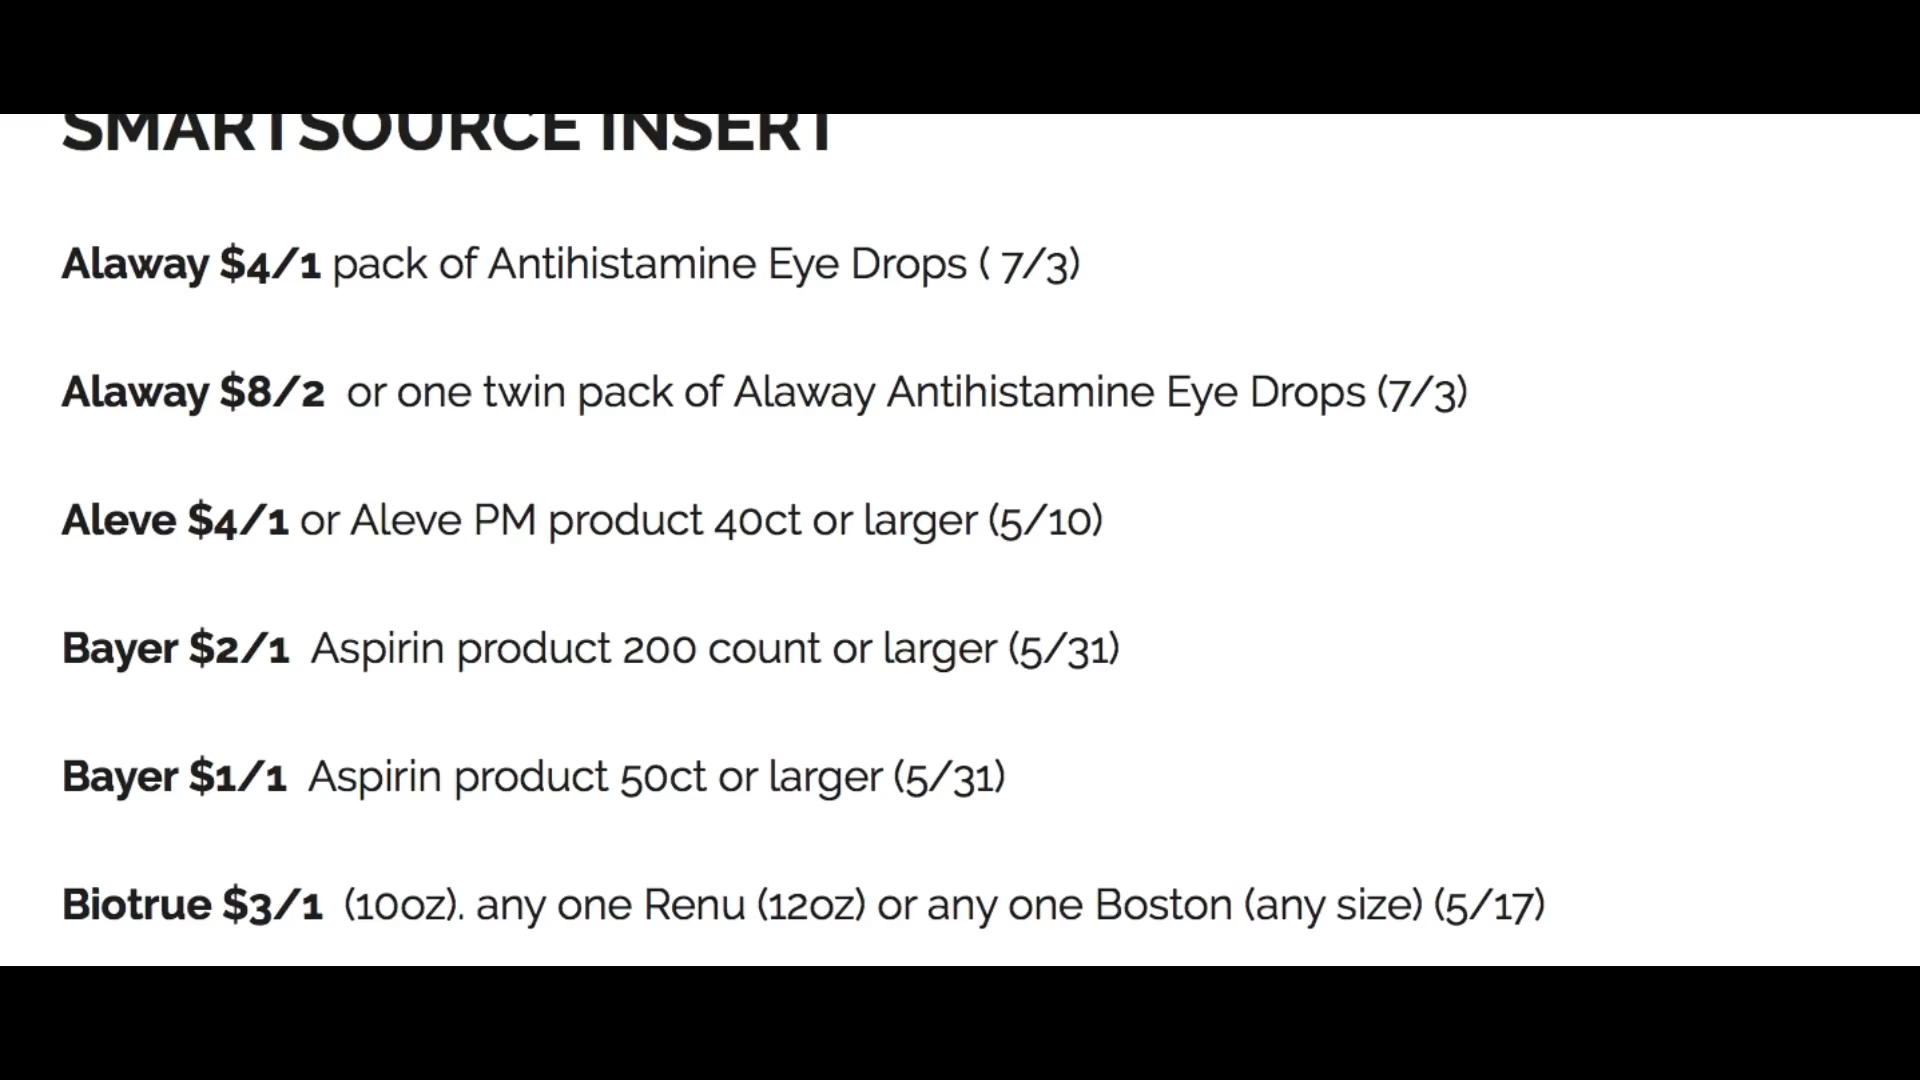 SMARTSOURCE INSERT
Alaway $4/1 pack of Antihistamine Eye Drops ( 7/3)
Alaway $8/2 or one twin pack of Alaway Antihistamine Eye Drops (7/3)
Aleve $4/1 or Aleve PM product 40ct or larger (5/10)
Bayer $2/1 Aspirin product 200 count or larger (5/31)
Bayer $1/1 Aspirin product 50ct or larger (5/31)
Biotrue $3/1 (10oz). any one Renu (12oz) or any one Boston (any size) (5/17)